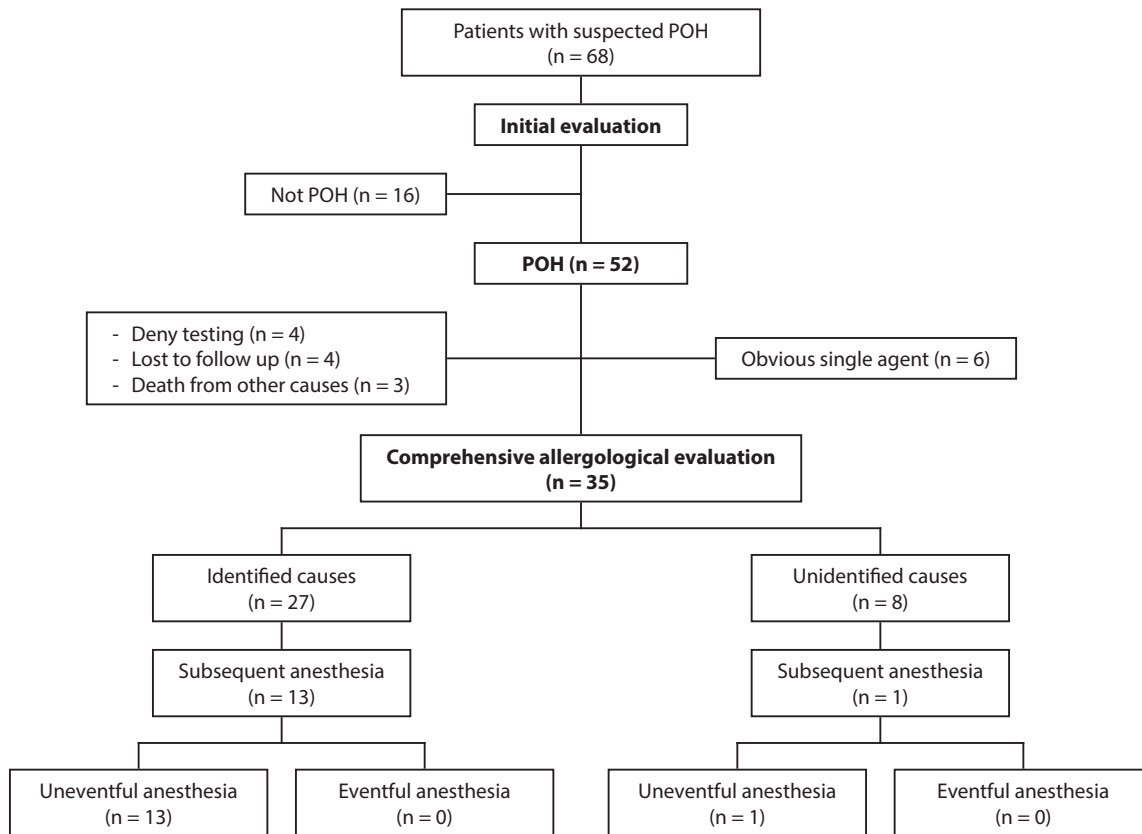 Patients with suspected POH
(n = 68)
Initial evaluation
Not POH (n = 16)
POH (n = 52)
- Deny testing (n = 4)
- Lost to follow up (n = 4)
- Death from other causes (n = 3)
Obvious single agent (n = 6)
Comprehensive allergological evaluation
(n = 35)
Identified causes
(n = 27)
Unidentified causes
(n = 8)
Subsequent anesthesia
(n = 13)
Subsequent anesthesia
(n = 1)
Uneventful anesthesia
(n = 13)
Eventful anesthesia
(n = 0)
Uneventful anesthesia
(n = 1)
Eventful anesthesia
(n = 0)